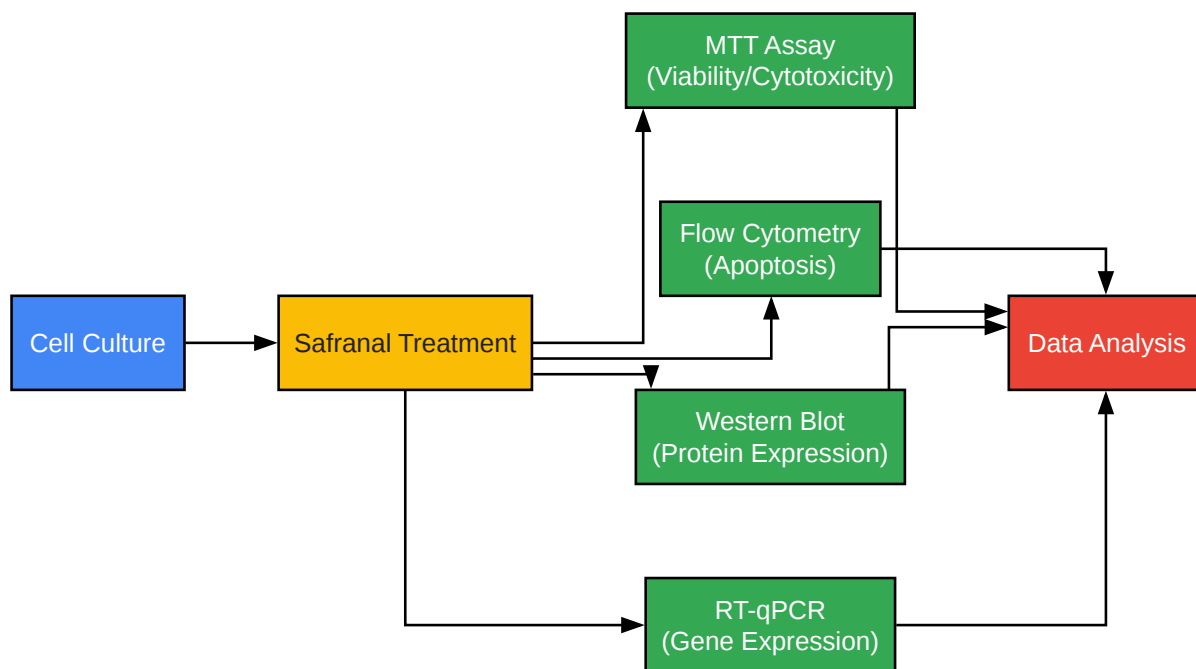 MTT Assay
(Viability/Cytotoxicity)
Flow Cytometry
(Apoptosis)
Cell Culture
Safranal Treatment
Data Analysis
Western Blot
(Protein Expression)
RT-qPCR
(Gene Expression)